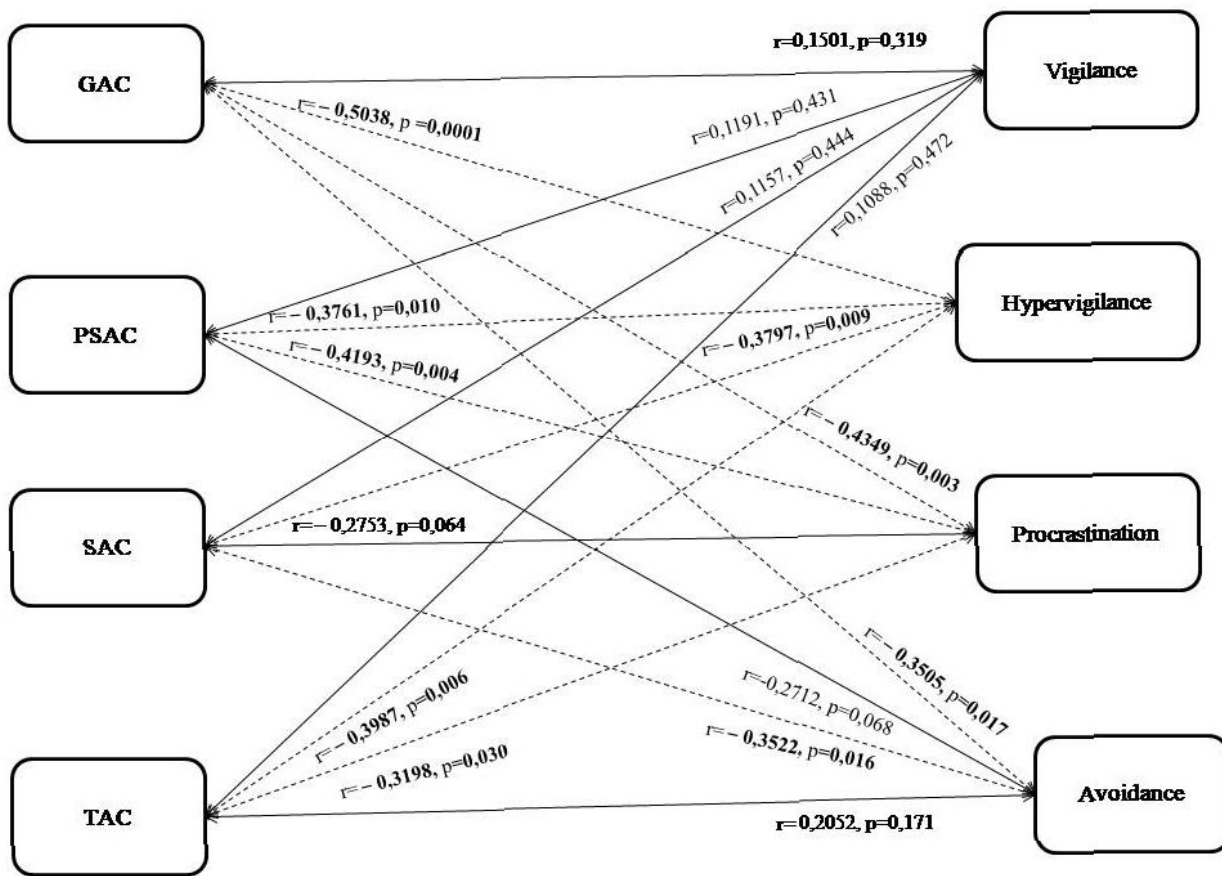 GAC
r=0,1501, p=0,319
Vigilance
r=− 0,5038, p =0,0001
r=0,1191, p=0,431
r=0,1157, p=0,444
r=0,1088, p=0,472
PSAC
r=− 0,3761, p=0,010
Hypervigilance
r=− 0,3797, p=0,009
r=− 0,4193, p=0,004
r=− 0,4349, p=0,003
SAC
r=− 0,2753, p=0,064
Procrastination
r=− 0,3505, p=0,017
r=-0,2712, p=0,068
r=− 0,3987, p=0,006
r=− 0,3522, p=0,016
r=− 0,3198, p=0,030
TAC
Avoidance
r=0,2052, p=0,171